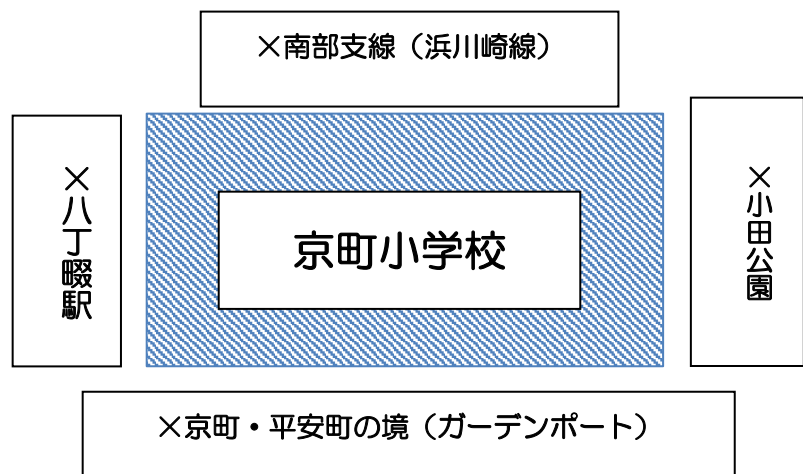 ×南部支線（浜川崎線）
×八丁畷駅
京町小学校
×小田公園
×京町・平安町の境（ガーデンポート）